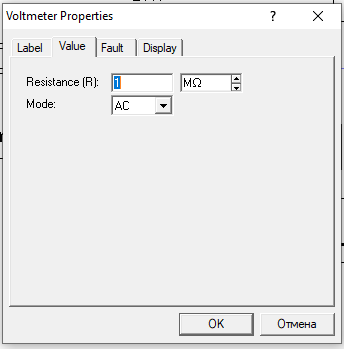 Voltmeter Properties ?
Label Value Fault Display
Resistance (R): 1 MΩ
Mode: AC
OK Отмена